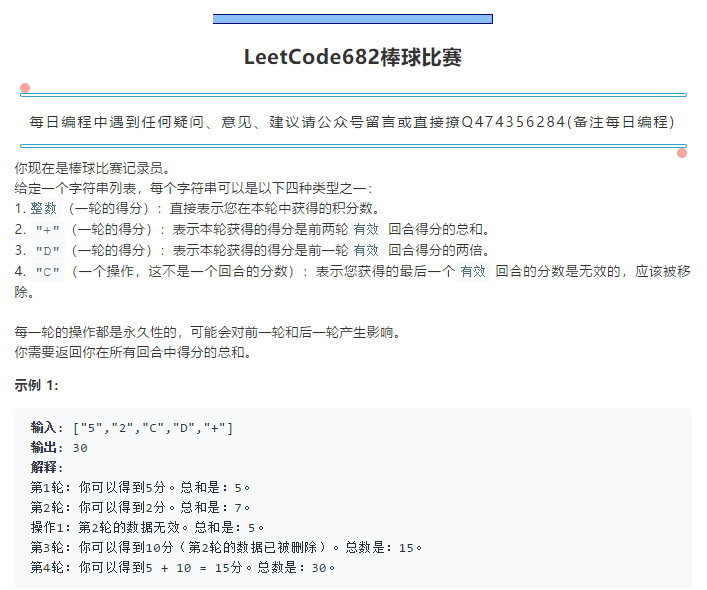 LeetCode682棒球比赛
每日编程中遇到任何疑问、意见、建议请公众号留言或直接撩Q474356284(备注每日编程)
你现在是棒球比赛记录员。
给定一个字符串列表，每个字符串可以是以下四种类型之一：
1. 整数（一轮的得分）：直接表示您在本轮中获得的积分数。
2. "+"（一轮的得分）：表示本轮获得的得分是前两轮 有效 回合得分的总和。
3. "D"（一轮的得分）：表示本轮获得的得分是前一轮 有效 回合得分的两倍。
4. "C"（一个操作，这不是一个回合的分数）：表示您获得的最后一个 有效 回合的分数是无效的，应该被移
除。
每一轮的操作都是永久性的，可能会对前一轮和后一轮产生影响。
你需要返回你在所有回合中得分的总和。
示例 1:
输入: ["5","2","C","D","+"]
输出: 30
解释:
第1轮：你可以得到5分。总和是：5。
第2轮：你可以得到2分。总和是：7。
操作1：第2轮的数据无效。总和是：5。
第3轮：你可以得到10分（第2轮的数据已被删除）。总数是：15。
第4轮：你可以得到5 + 10 = 15分。总数是：30。